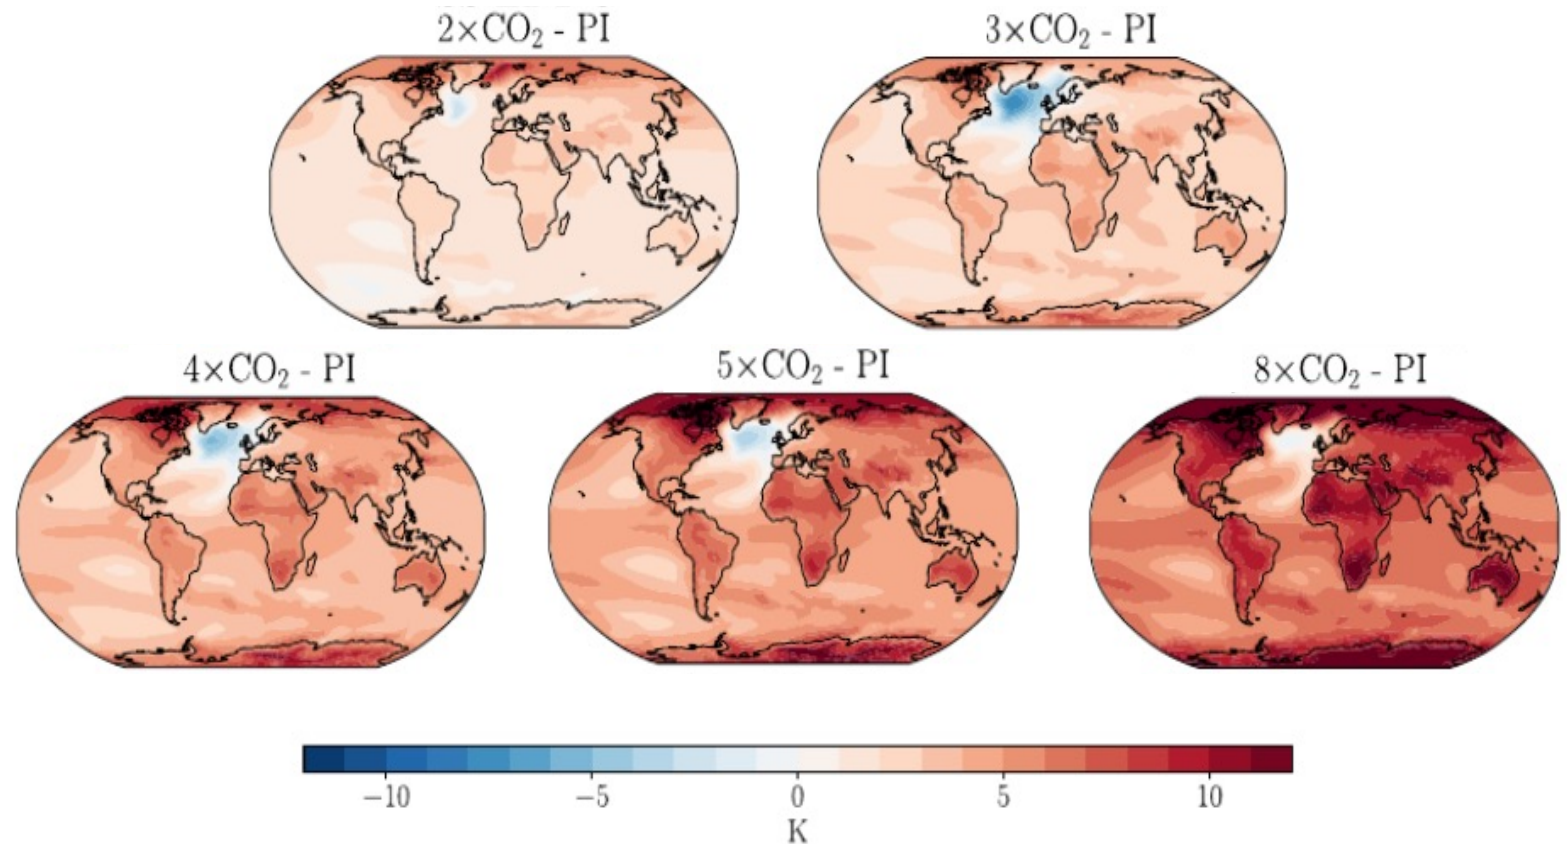 2×CO₂ - PI
3×CO₂ - PI
4×CO₂ - PI
5×CO₂ - PI
8×CO₂ - PI
−10 −5 0 5 10
K